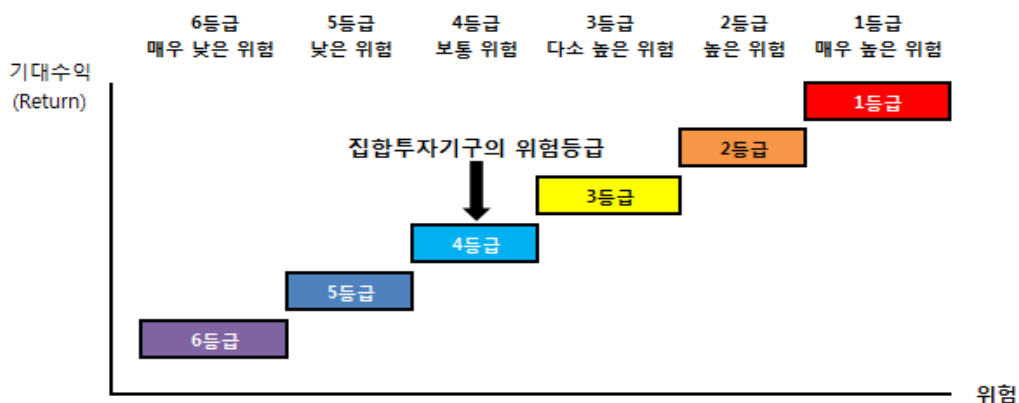 6등급 5등급 4등급 3등급 2등급 1등급
매우 낮은 위험 낮은 위험 보통 위험 다소 높은 위험 높은 위험 매우 높은 위험
기대수익
(Return)
1등급
집합투자기구의 위험등급
2등급
3등급
4등급
5등급
6등급
위험